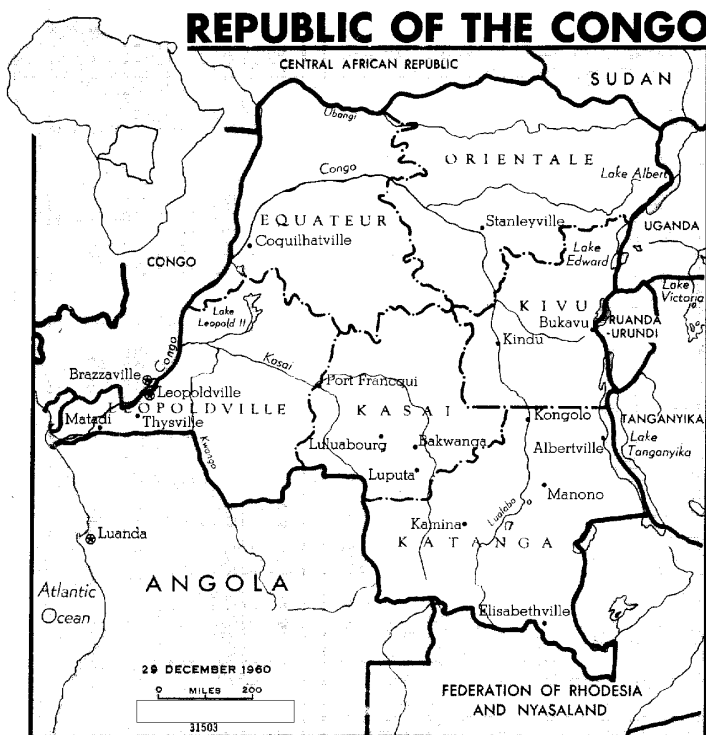 REPUBLIC OF THE CONGO
CENTRAL AFRICAN REPUBLIC
SUDAN
Ubangi
ORIENTALE
Congo
Lake Albert
EQUATEUR
Stanleyville
UGANDA
Coquilhatville
Lake
Edward
CONGO
Lake
Victoria
KIVU
Lake
Leopold II
Bukavu
RUANDA
-URUNDI
Kindu
Congo
Kasai
Brazzaville
Port Francqui
Leopoldville
LEOPOLDVILLE
KASAI
Kongolo
TANGANYIKA
Matadi
Thysville
Lake
Tanganyika
Kwango
Luluabourg
Bakwanga
Albertville
Luputa
Manono
Lualaba
Kamina
Luanda
KATANGA
ANGOLA
Atlantic
Ocean
Elisabethville
29 DECEMBER 1960
0 MILES 200
FEDERATION OF RHODESIA
AND NYASALAND
31503